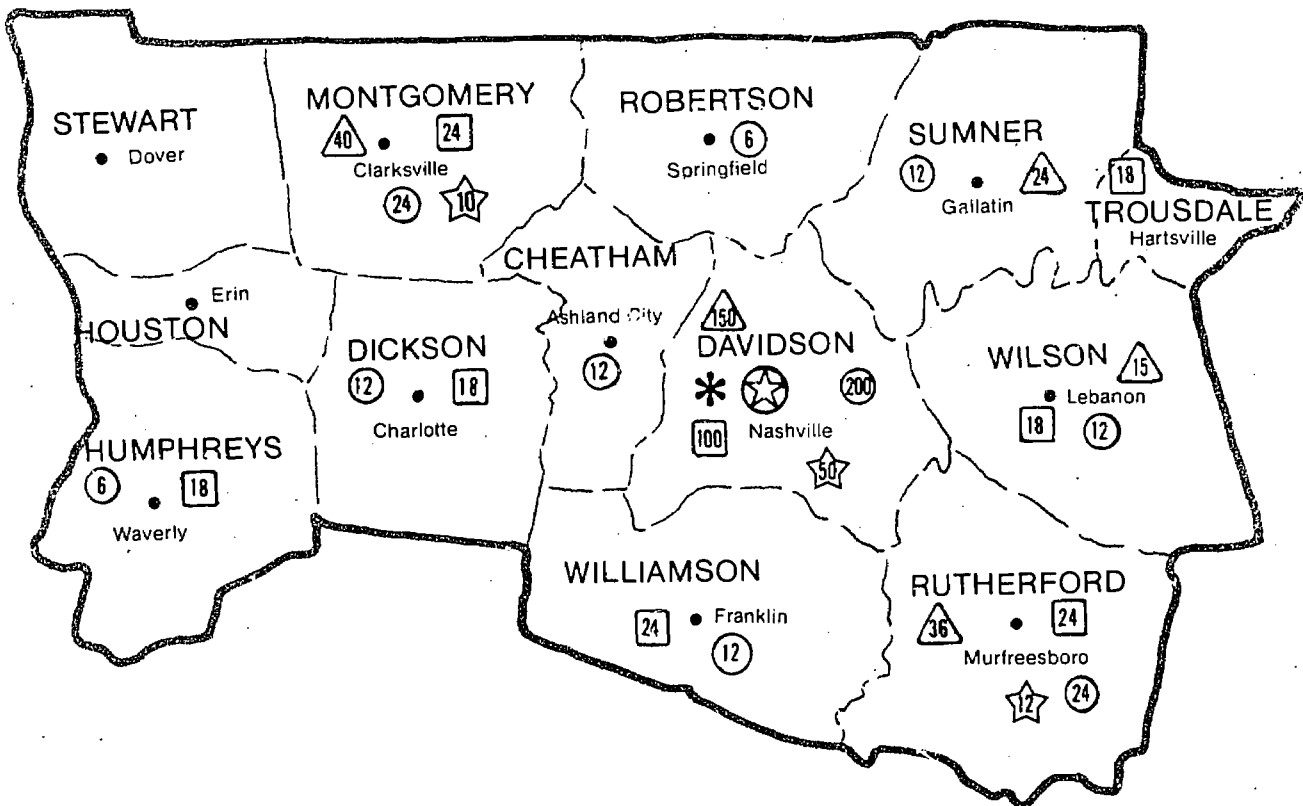 MONTGOMERY
40 24
Clarksville
24 10
ROBERTSON
6
Springfield
STEWART
Dover
SUMNER
12 24
Gallatin
18
TROUSDALE
Hartsville
CHEATHAM
Ashland City
12
Erin
HOUSTON
DICKSON
12 18
Charlotte
150
DAVIDSON
* 200
100 Nashville
50
WILSON 15
Lebanon
18 12
HUMPHREYS
6 18
Waverly
WILLIAMSON
24 Franklin
12
RUTHERFORD
36 24
Murfreesboro
12 24